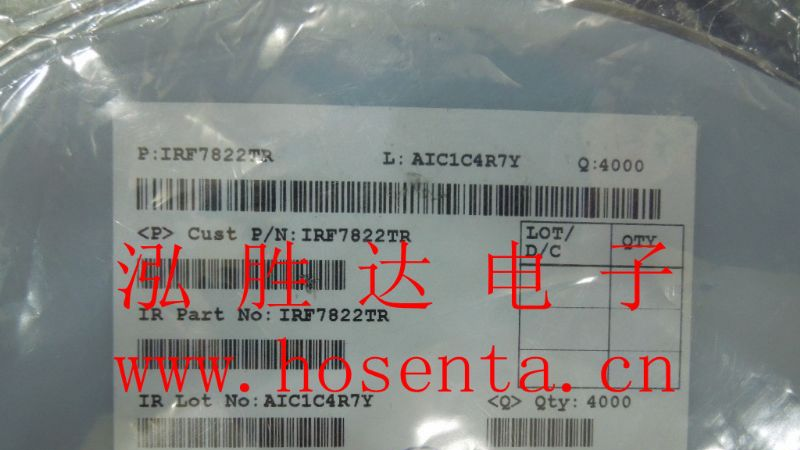 P:IRF7822TR L: AIC1C4R7Y Q:4000
<P> Cust P/N:IRF7822TR
LOT/ D/C QTY
泓胜达电子
IR Part No: IRF7822TR
www.hosenta.cn
IR Lot No:AIC1C4R7Y <Q> Qty: 4000